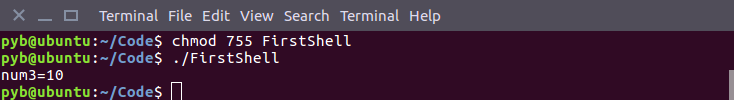 Terminal File Edit View Search Terminal Help
pyb@ubuntu:~/Code$ chmod 755 FirstShell
pyb@ubuntu:~/Code$ ./FirstShell
num3=10
pyb@ubuntu:~/Code$